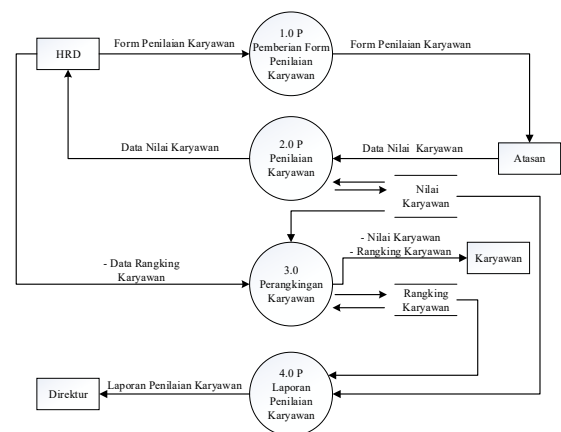 HRD
Form Penilaian Karyawan
1.0 P
Pemberian Form
Penilaian
Karyawan
Form Penilaian Karyawan
Data Nilai Karyawan
2.0 P
Penilaian
Karyawan
Data Nilai Karyawan
Atasan
Nilai
Karyawan
- Data Rangking
Karyawan
3.0
Perangkingan
Karyawan
- Nilai Karyawan
- Rangking Karyawan
Karyawan
Rangking
Karyawan
Direktur
Laporan Penilaian Karyawan
4.0 P
Laporan
Penilaian
Karyawan